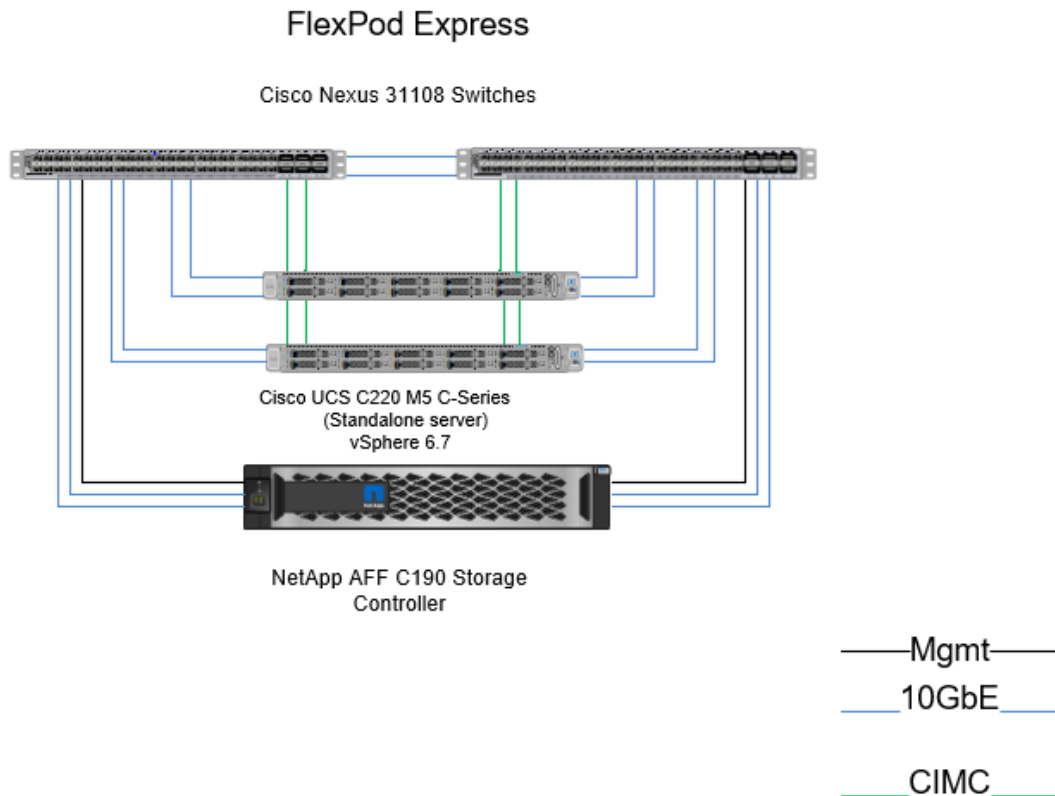 FlexPod Express
Cisco Nexus 31108 Switches
Cisco UCS C220 M5 C-Series
(Standalone server)
vSphere 6.7
NetApp AFF C190 Storage
Controller
Mgmt
10GbE
CIMC